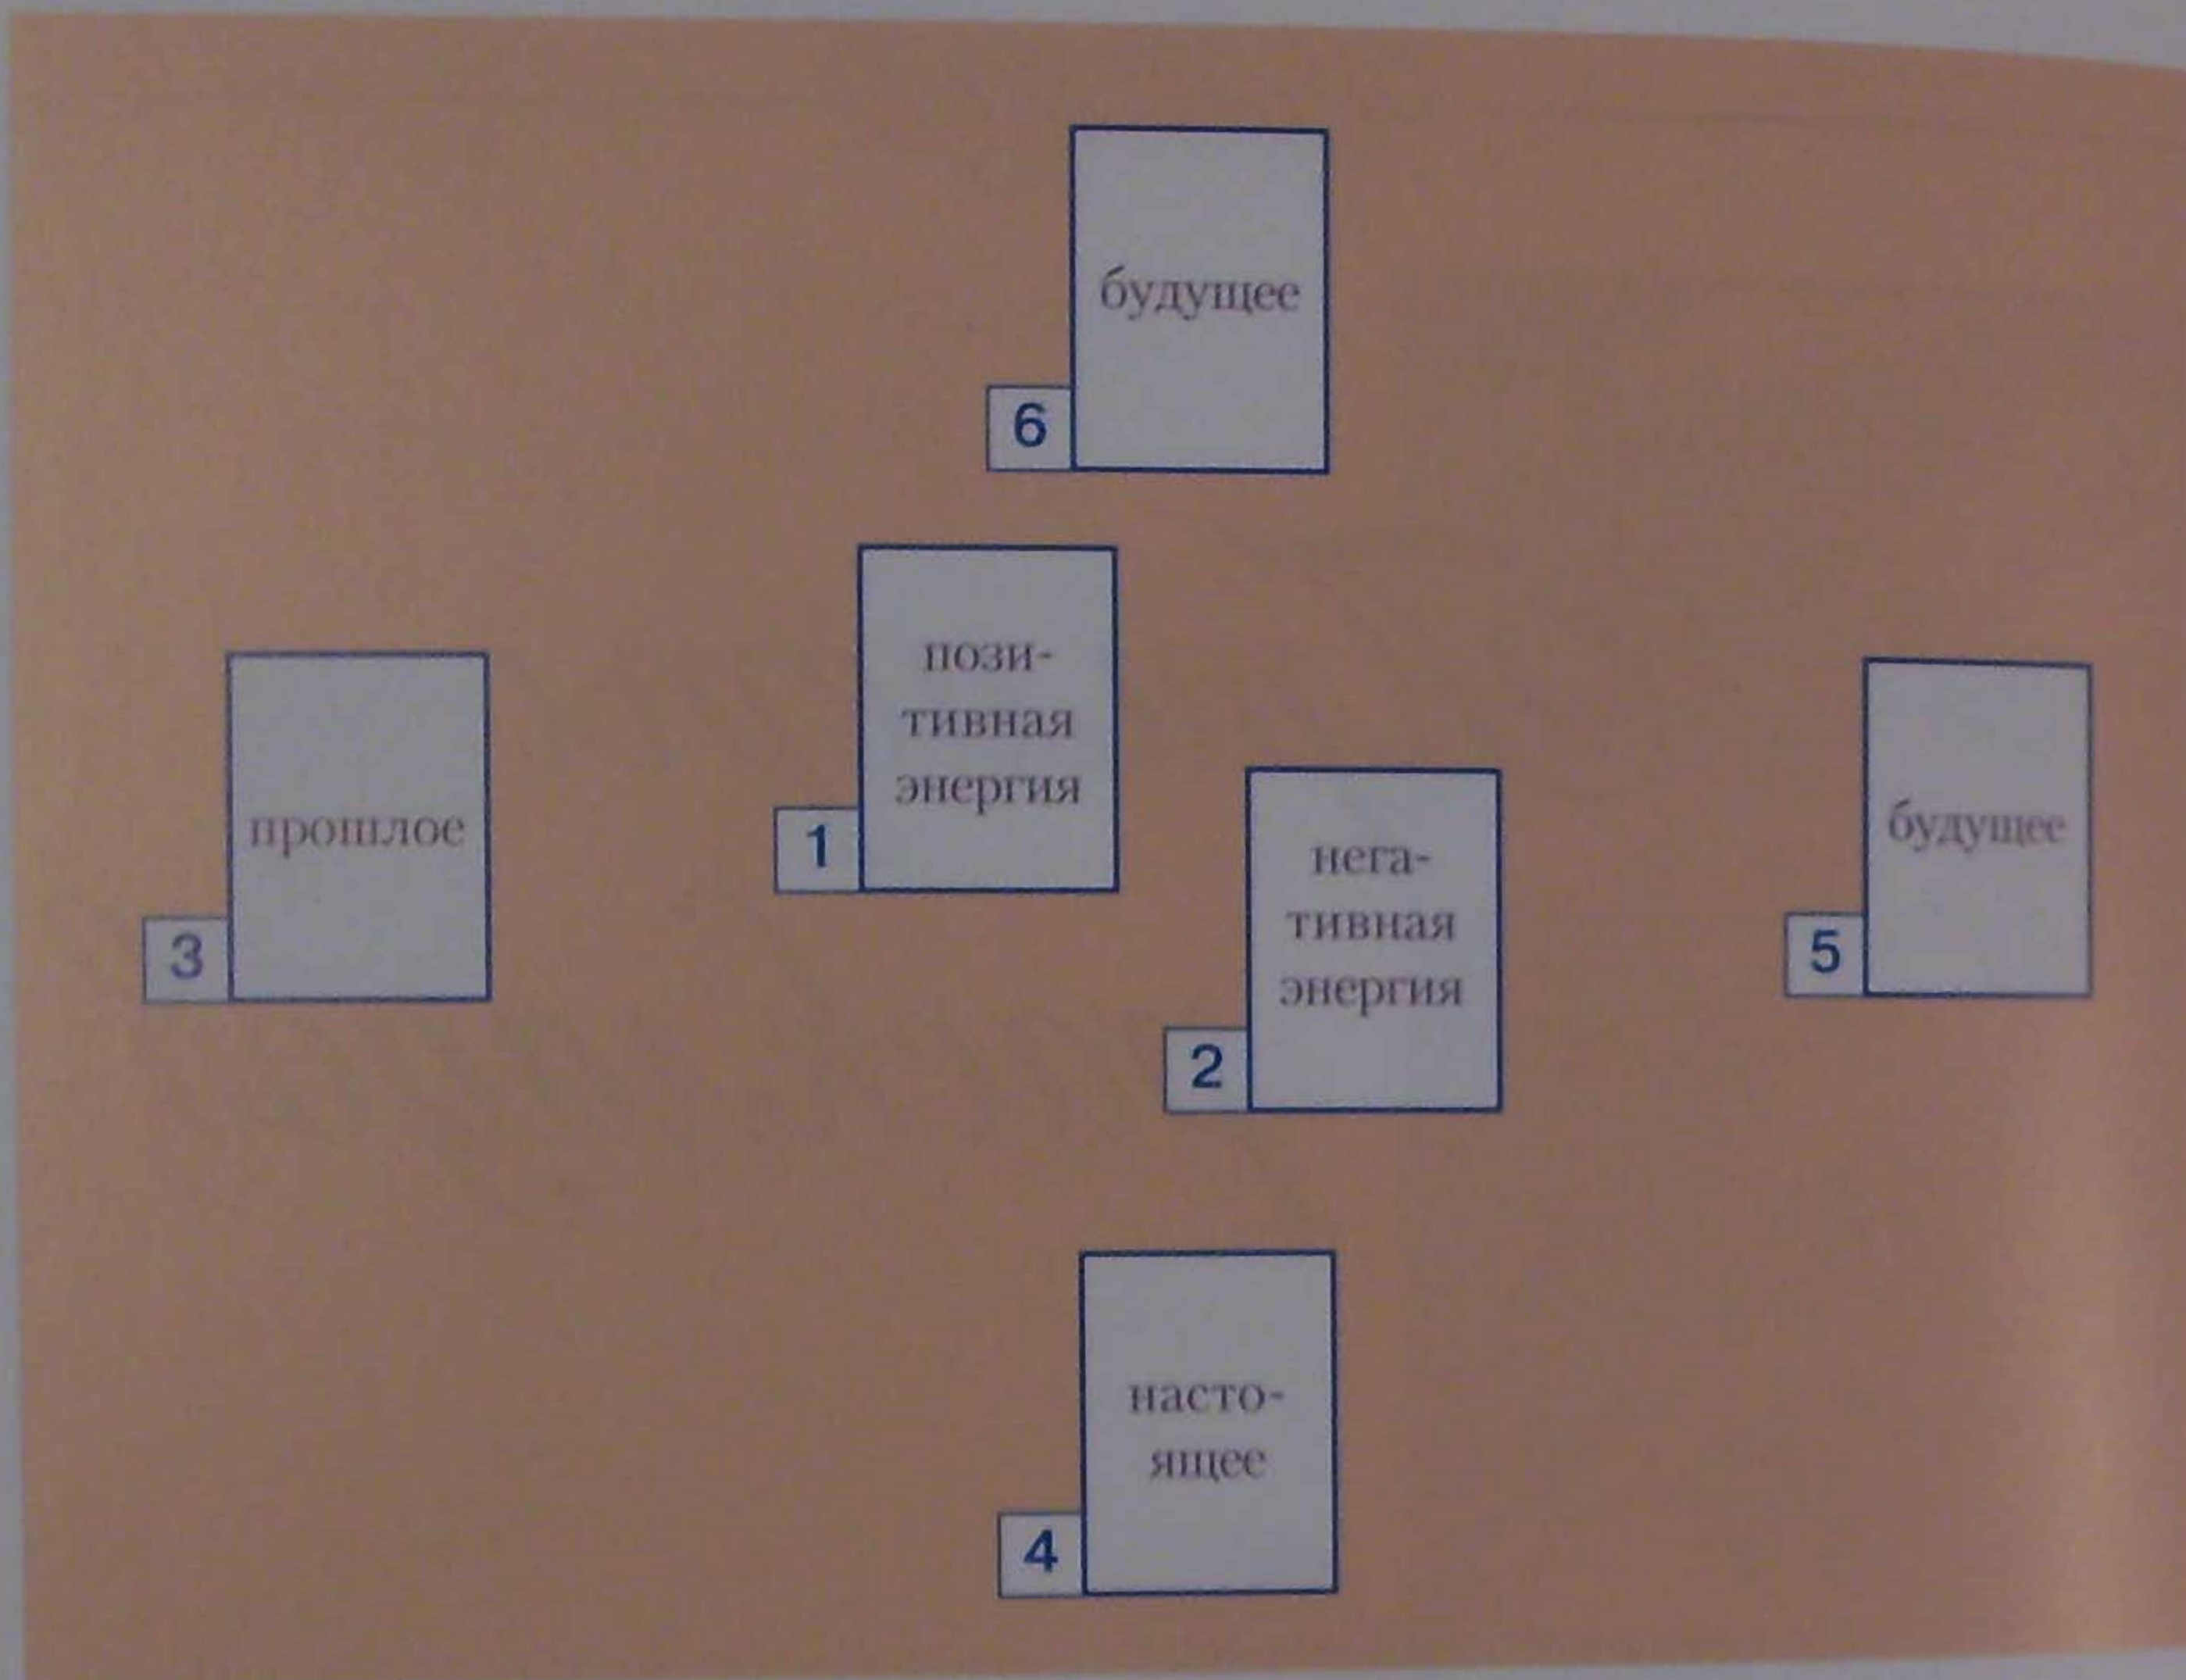 будущее
6
пози-
тивная
энергия
1
прошлое
3
нега-
тивная
энергия
2
будущее
5
насто-
ящее
4